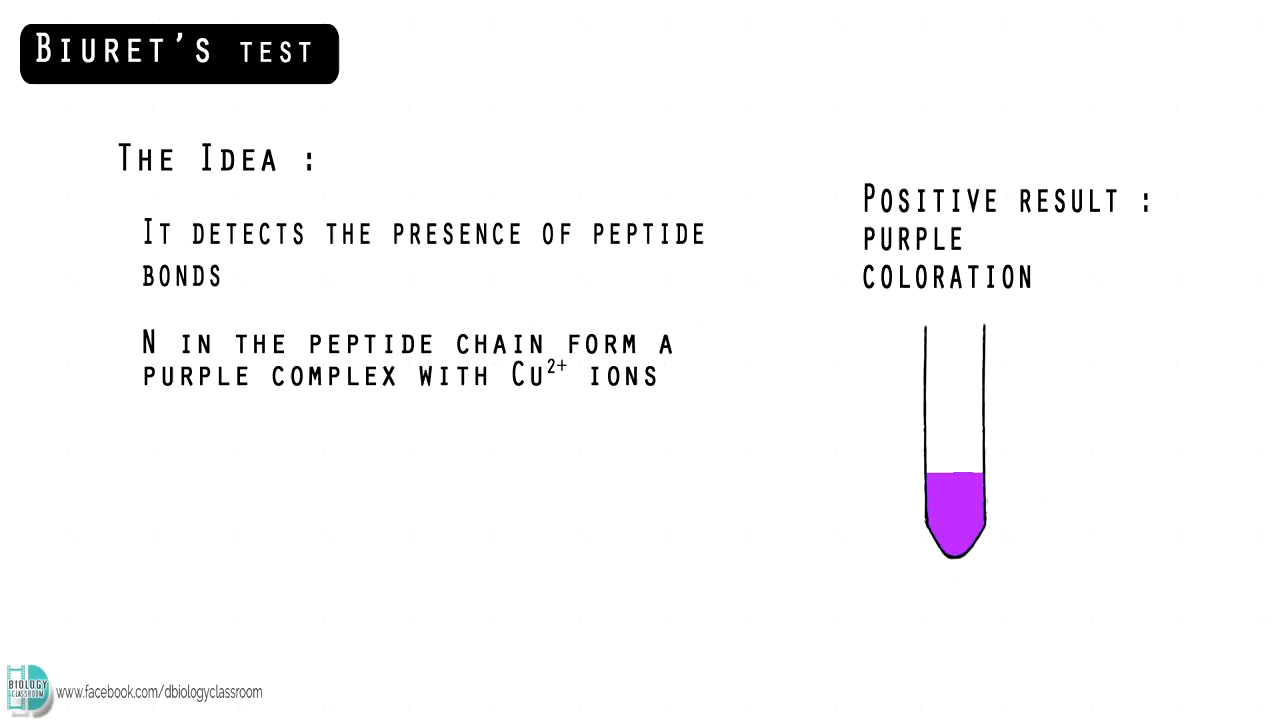 Biuret's test
The Idea :
It detects the presence of peptide
bonds
N in the peptide chain form a
purple complex with Cu²⁺ ions
Positive result :
purple
coloration
BIOLOGY
CLASSROOM
www.facebook.com/dbiologyclassroom